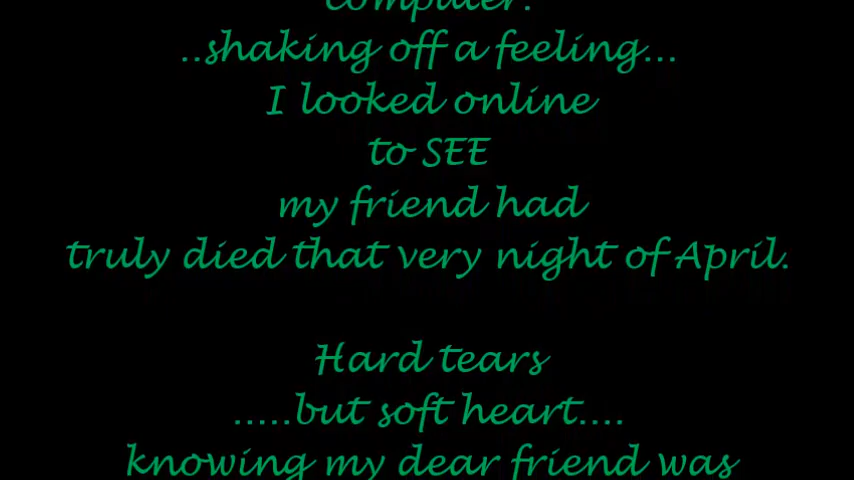 computer.
..shaking off a feeling...
I looked online
to SEE
my friend had
truly died that very night of April.
Hard tears
.....but soft heart....
knowing my dear friend was